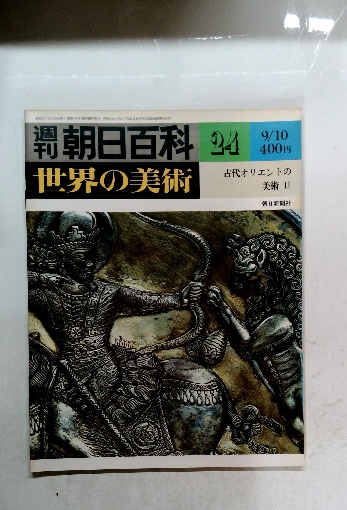 週刊 朝日百科
世界の美術
24
9/10
400円
古代オリエントの
美術 II
朝日新聞社